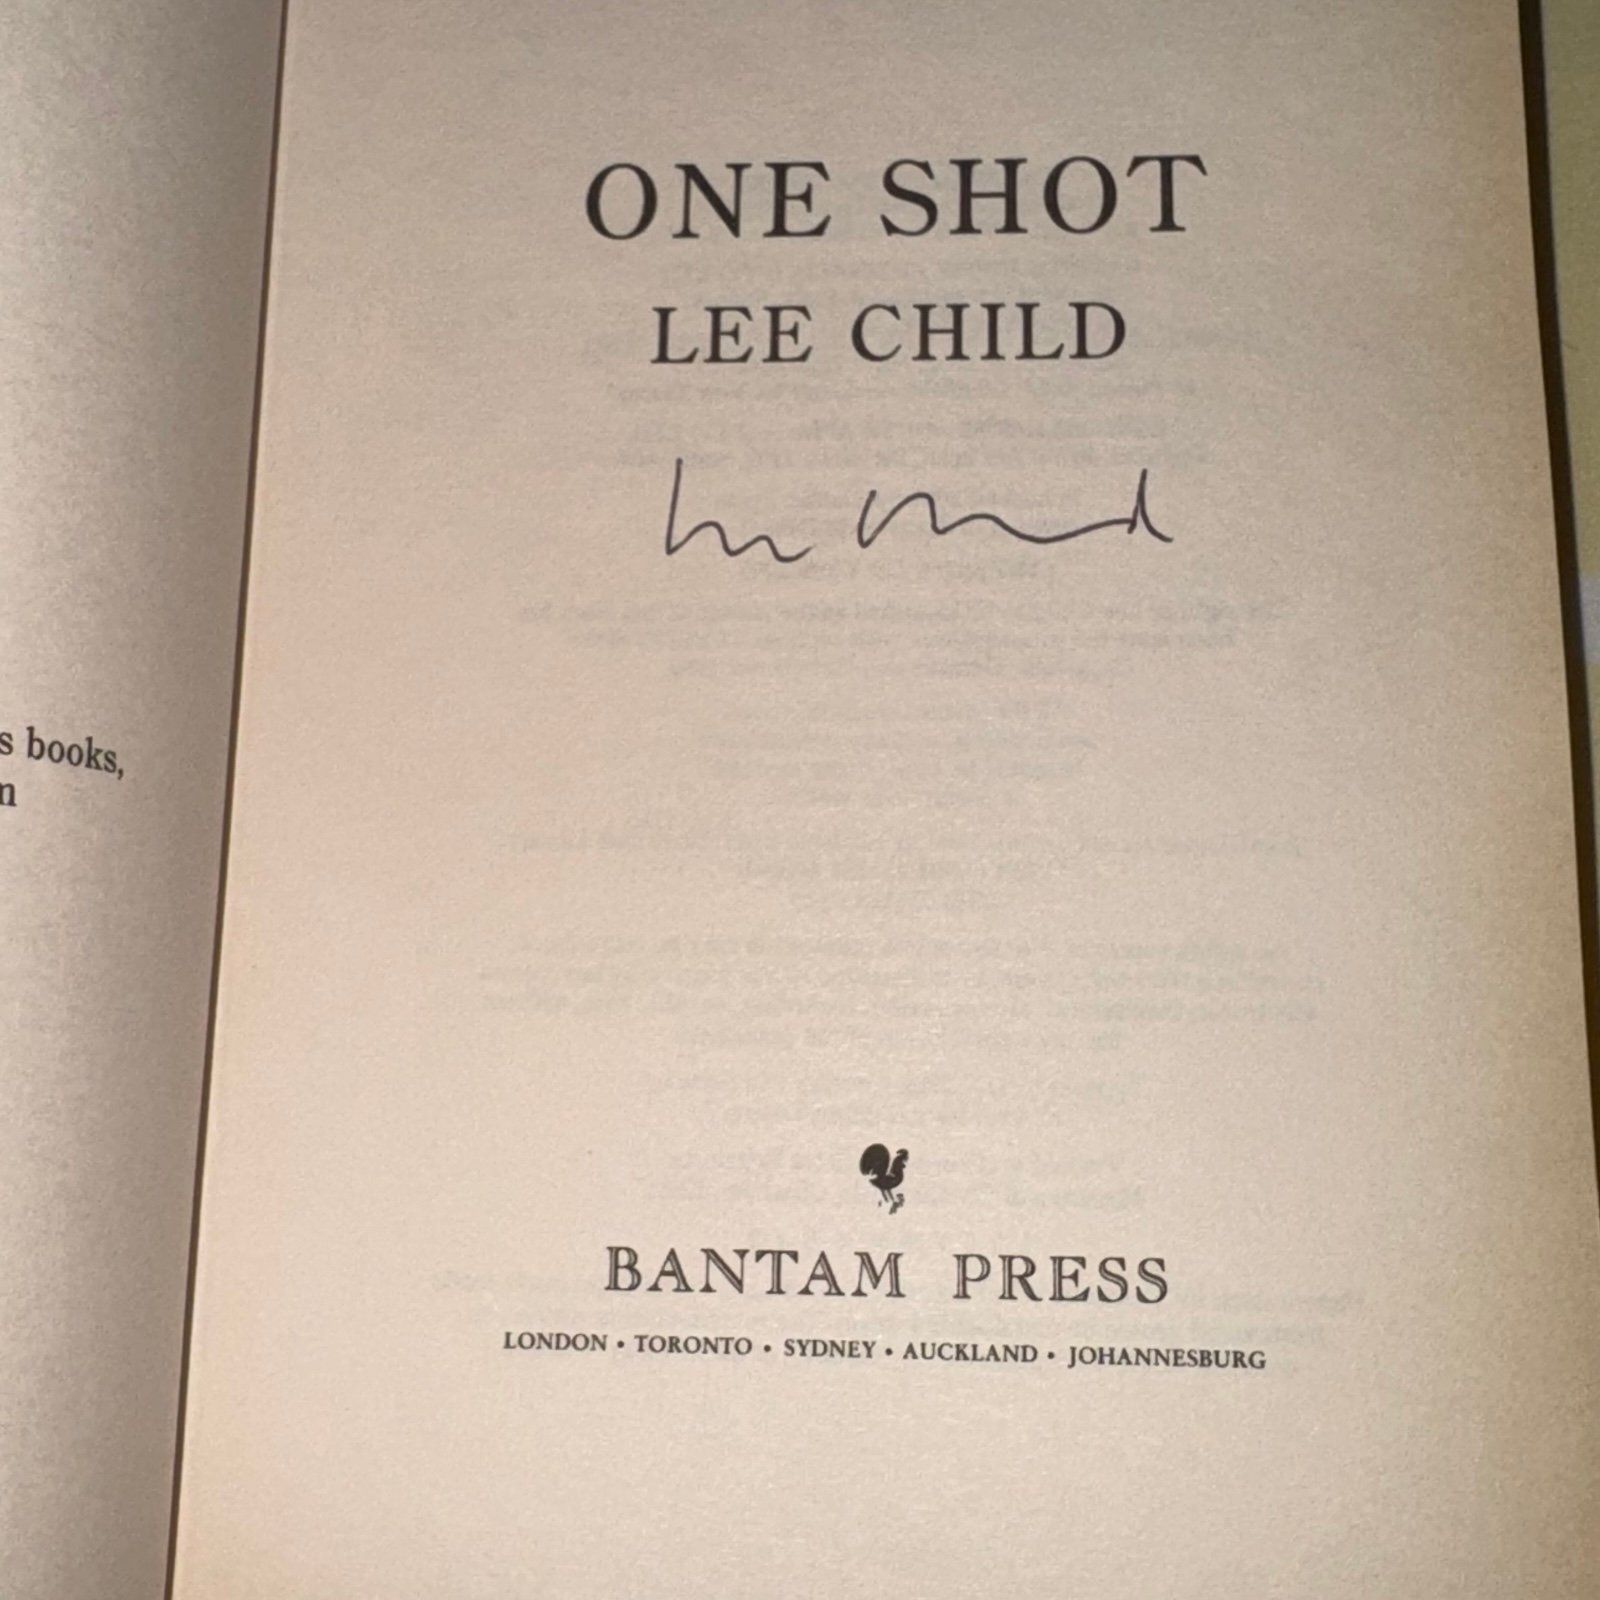 ONE SHOT
LEE CHILD
s books,
n
BANTAM PRESS
LONDON • TORONTO • SYDNEY • AUCKLAND • JOHANNESBURG